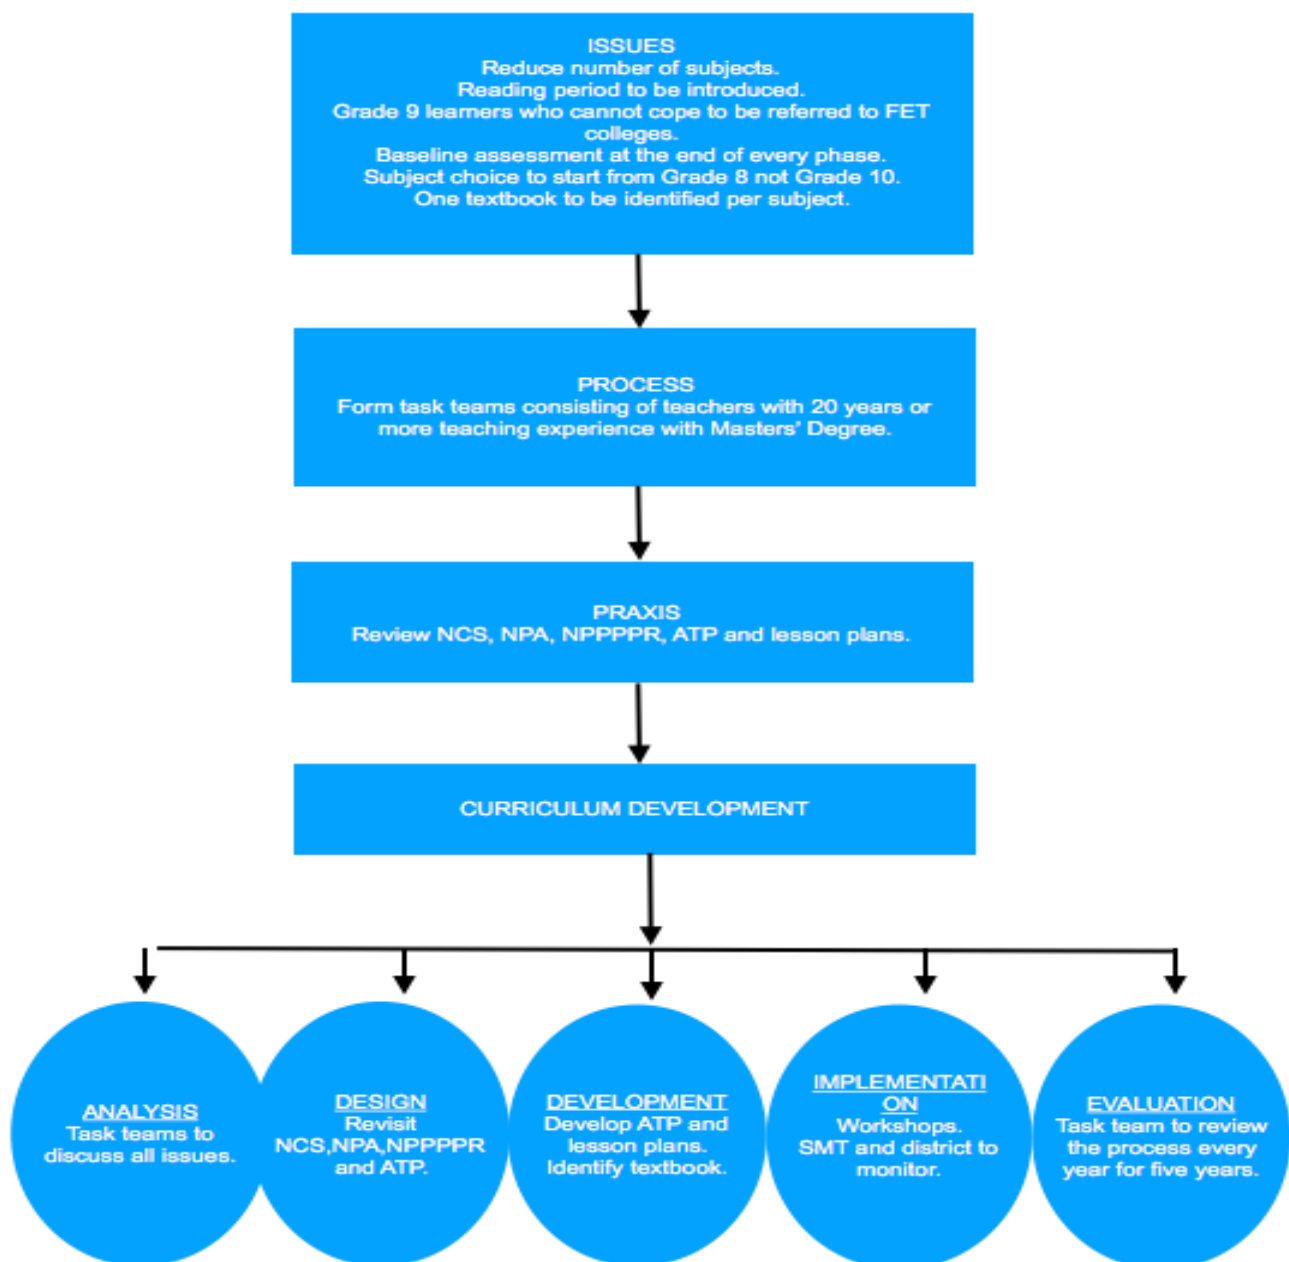 ISSUES
Reduce number of subjects.
Reading period to be introduced.
Grade 9 learners who cannot cope to be referred to FET
colleges.
Baseline assessment at the end of every phase.
Subject choice to start from Grade 8 not Grade 10.
One textbook to be identified per subject.
PROCESS
Form task teams consisting of teachers with 20 years or
more teaching experience with Masters' Degree.
PRAXIS
Review NCS, NPA, NPPPPR, ATP and lesson plans.
CURRICULUM DEVELOPMENT
ANALYSIS
Task teams to
discuss all issues.
DESIGN
Revisit
NCS,NPA,NPPPPR
and ATP.
DEVELOPMENT
Develop ATP and
lesson plans.
Identify textbook.
IMPLEMENTATI
ON
Workshops.
SMT and district to
monitor.
EVALUATION
Task team to review
the process every
year for five years.